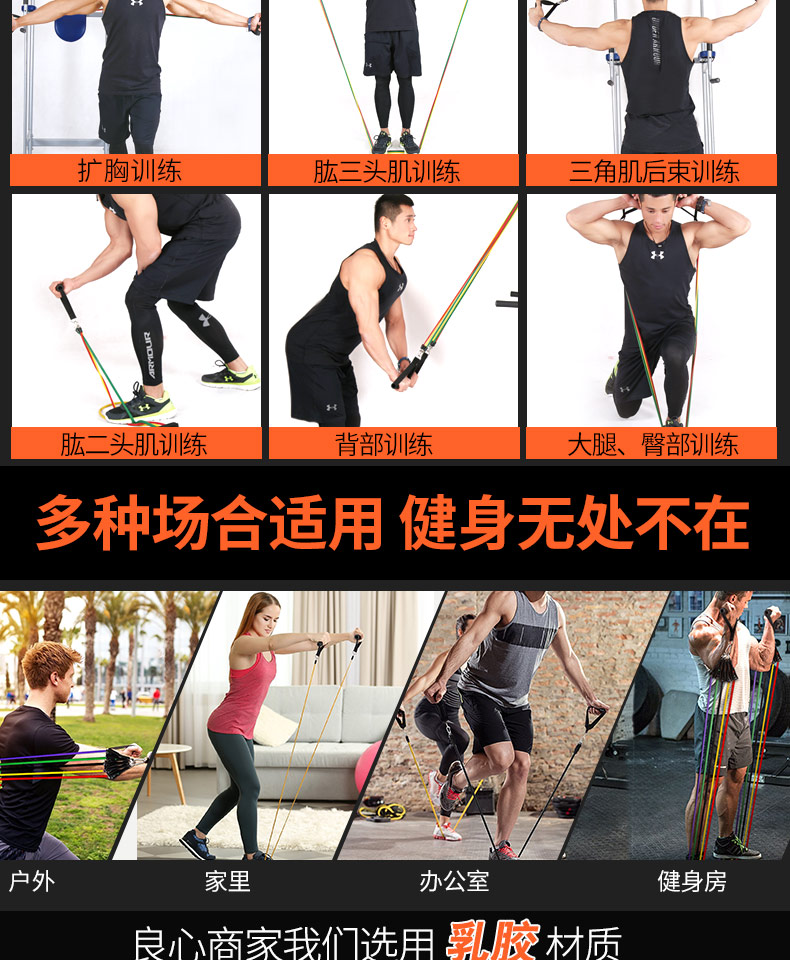 扩胸训练
肱三头肌训练
三角肌后束训练
ARMOUR
肱二头肌训练
背部训练
大腿、臀部训练
多种场合适用 健身无处不在
户外
家里
办公室
健身房
良心商家我们选用 乳胶 材质